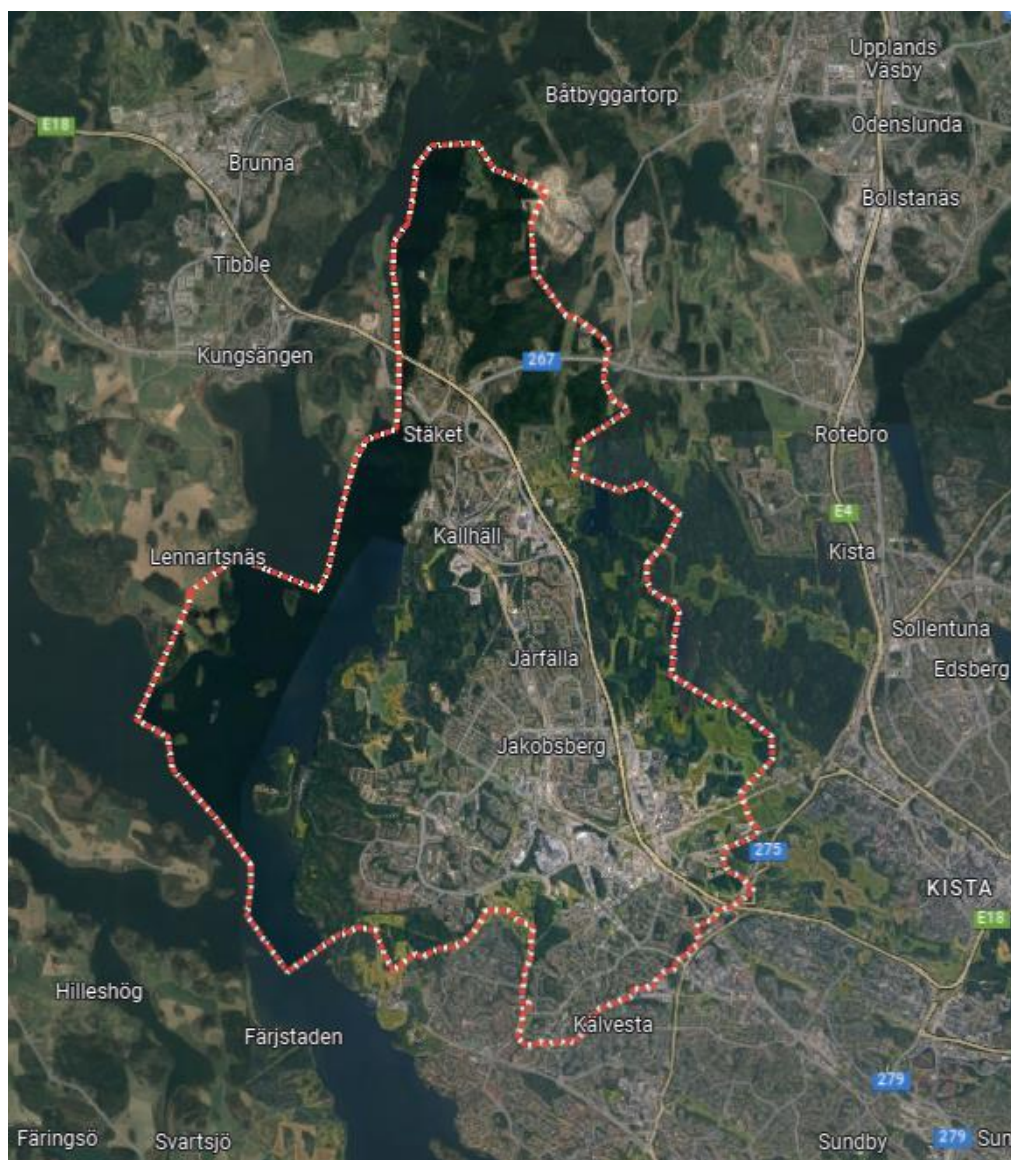 Upplands
Väsby
Båtbyggartorp
E18
Odenslunda
Brunna
Bollstanäs
Tibble
Kungsängen
267
Stäket
Rotebro
E4
Kallhäll
Kista
Lennartsnäs
Sollentuna
Järfälla
Edsberg
Jakobsberg
275
KISTA
E18
Hilleshög
Kälvesta
Färjstaden
279
Färingsö
Svartsjö
Sundby
279
Sun